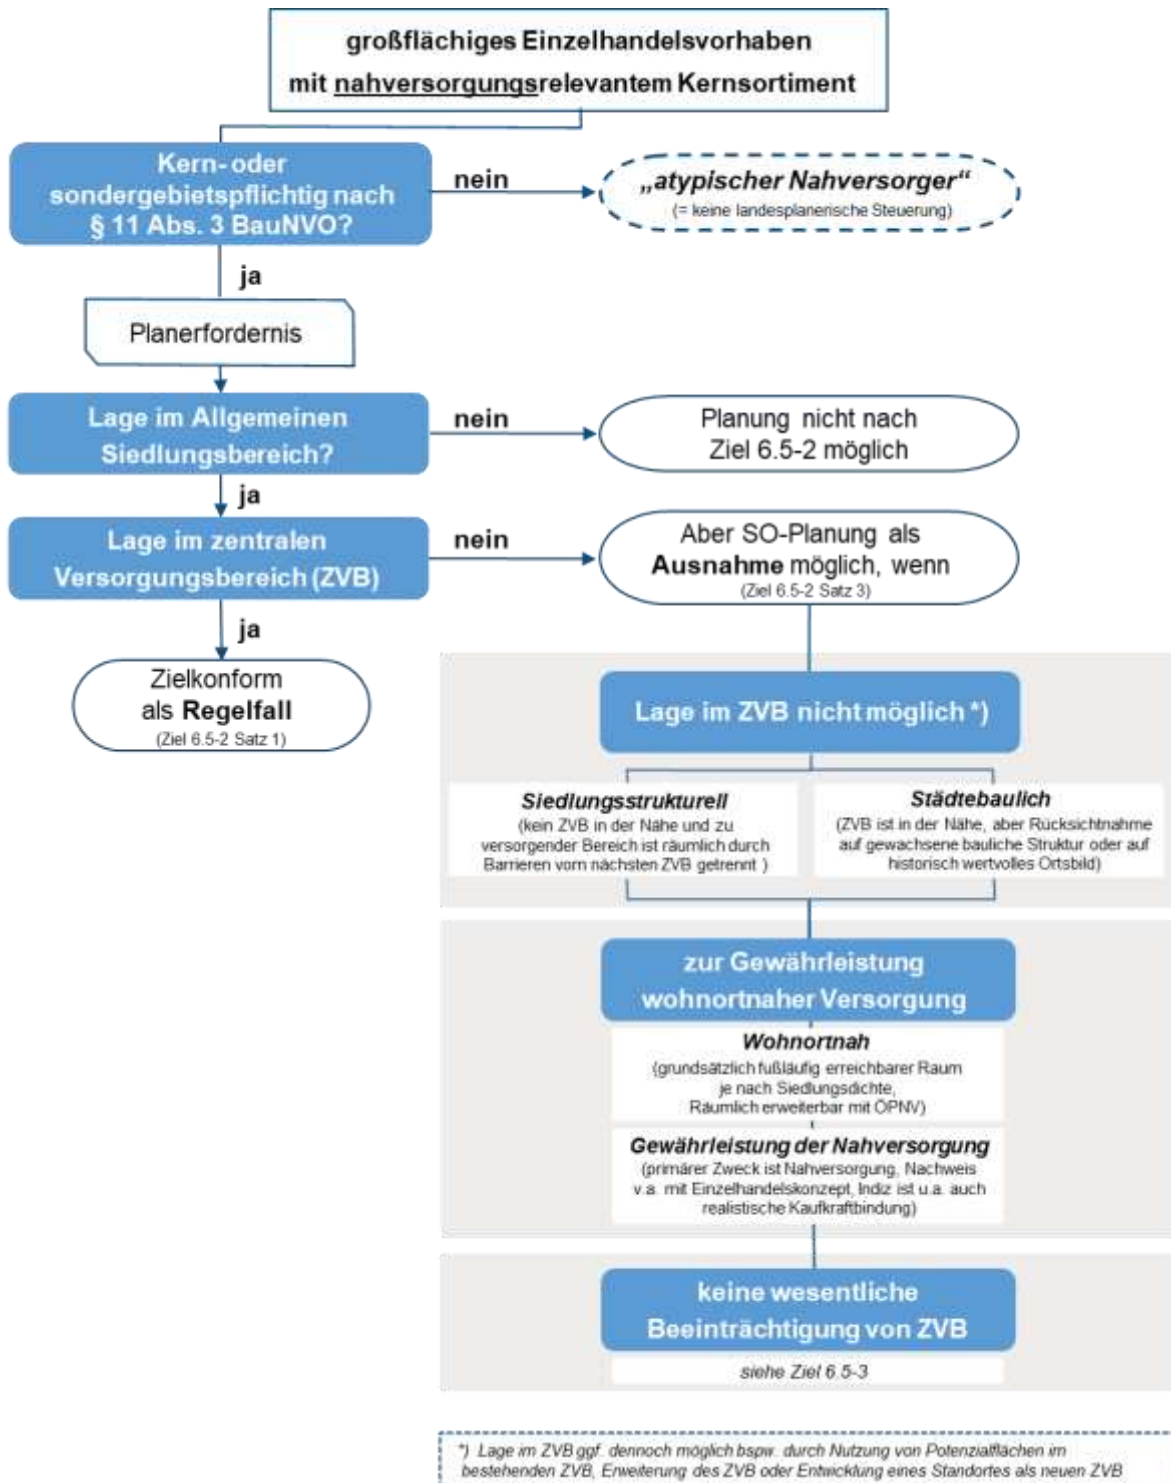 großflächiges Einzelhandelsvorhaben
mit nahversorgungsrelevantem Kernsortiment
Kern- oder
sondergebietspflichtig nach
§ 11 Abs. 3 BauNVO?
nein
„atypischer Nahversorger“
(= keine landesplanerische Steuerung)
ja
Planerfordernis
Lage im Allgemeinen
Siedlungsbereich?
nein
Planung nicht nach
Ziel 6.5-2 möglich
ja
Lage im zentralen
Versorgungsbereich (ZVB)
nein
Aber SO-Planung als
Ausnahme möglich, wenn
(Ziel 6.5-2 Satz 3)
ja
Zielkonform
als Regelfall
(Ziel 6.5-2 Satz 1)
Lage im ZVB nicht möglich *)
Siedlungsstrukturell
(kein ZVB in der Nähe und zu
versorgender Bereich ist räumlich durch
Barrieren vom nächsten ZVB getrennt )
Städtebaulich
(ZVB ist in der Nähe, aber Rücksichtnahme
auf gewachsene bauliche Struktur oder auf
historisch wertvolles Ortsbild)
zur Gewährleistung
wohnortnaher Versorgung
Wohnortnah
(grundsätzlich fußläufig erreichbarer Raum
je nach Siedlungsdichte,
Räumlich erweiterbar mit ÖPNV)
Gewährleistung der Nahversorgung
(primärer Zweck ist Nahversorgung, Nachweis
v.a. mit Einzelhandelskonzept, Indiz ist u.a. auch
realistische Kaufkraftbindung)
keine wesentliche
Beeinträchtigung von ZVB
siehe Ziel 6.5-3
*) Lage im ZVB ggf. dennoch möglich bspw. durch Nutzung von Potenzialflächen im
bestehenden ZVB, Erweiterung des ZVB oder Entwicklung eines Standortes als neuen ZVB